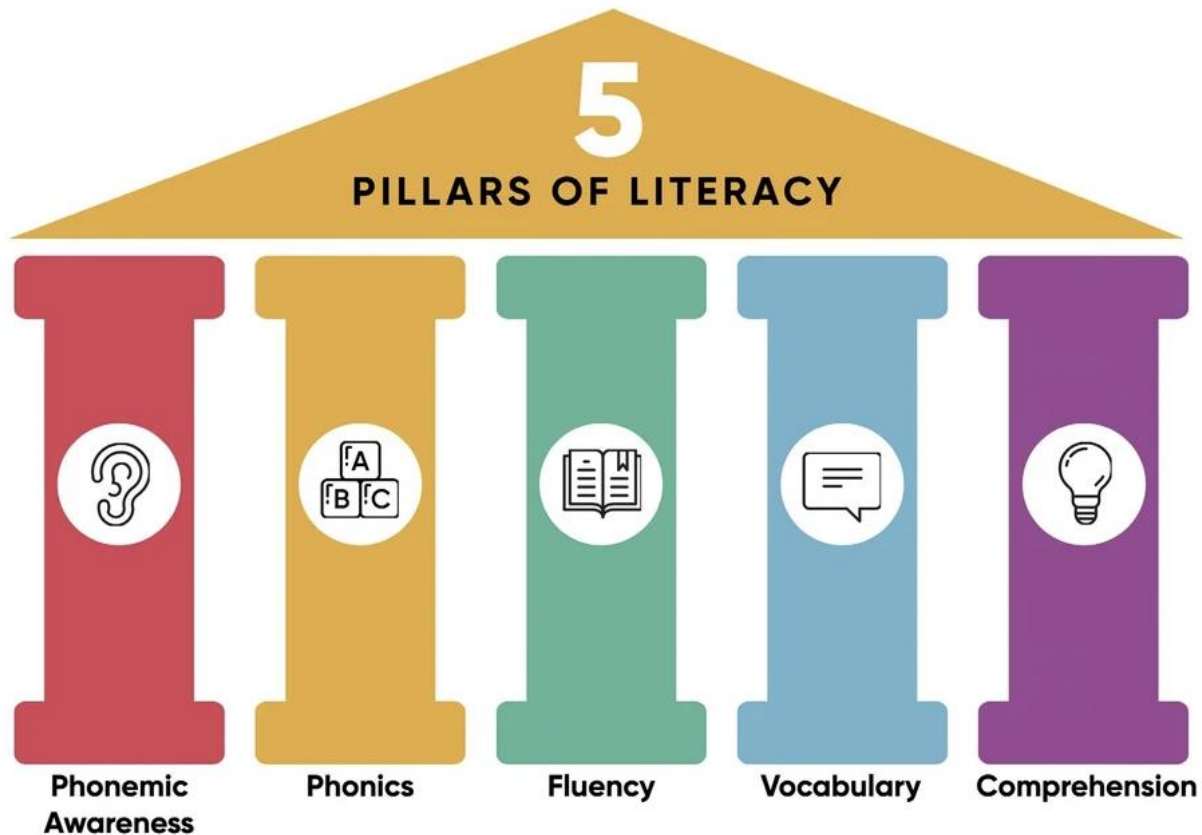 5
PILLARS OF LITERACY
A
B C
Phonemic
Awareness
Phonics
Fluency
Vocabulary
Comprehension